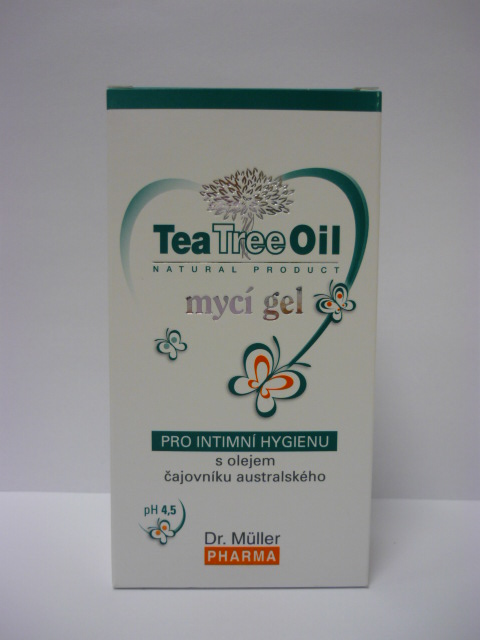 Tea Tree Oil
NATURAL PRODUCT
mycí gel
PRO INTIMNÍ HYGIENU
s olejem
čajovníku australského
pH 4,5
Dr. Müller
PHARMA